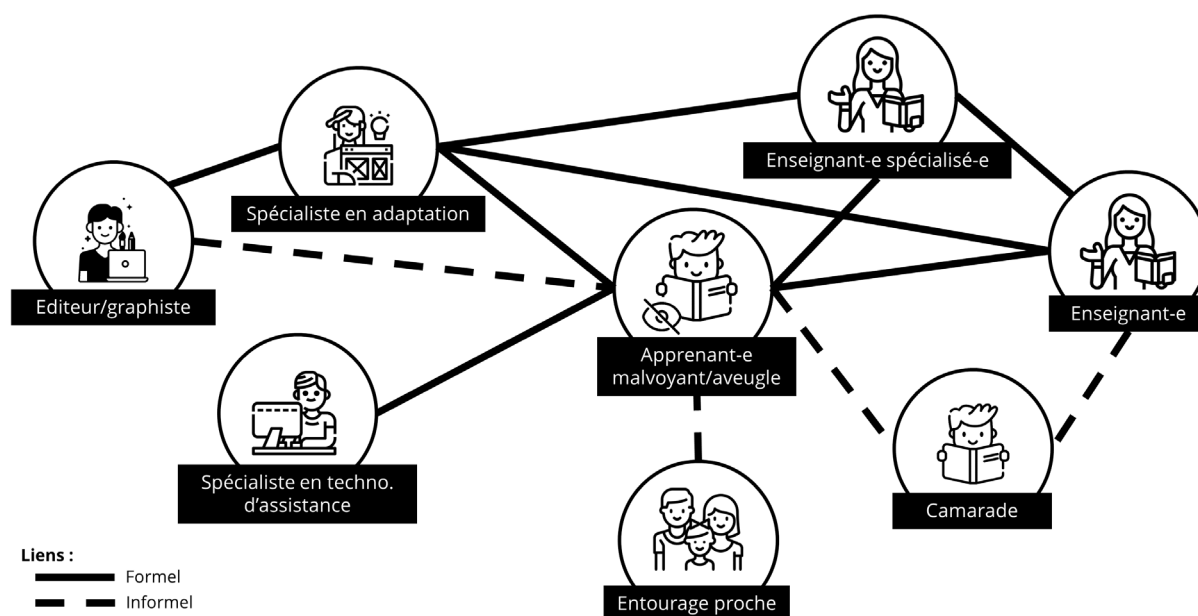 Enseignant-e spécialisé-e
Spécialiste en adaptation
Editeur/graphiste
Enseignant-e
Apprenant-e
malvoyant/aveugle
Spécialiste en techno.
d'assistance
Camarade
Entourage proche
Liens :
Formel
Informel